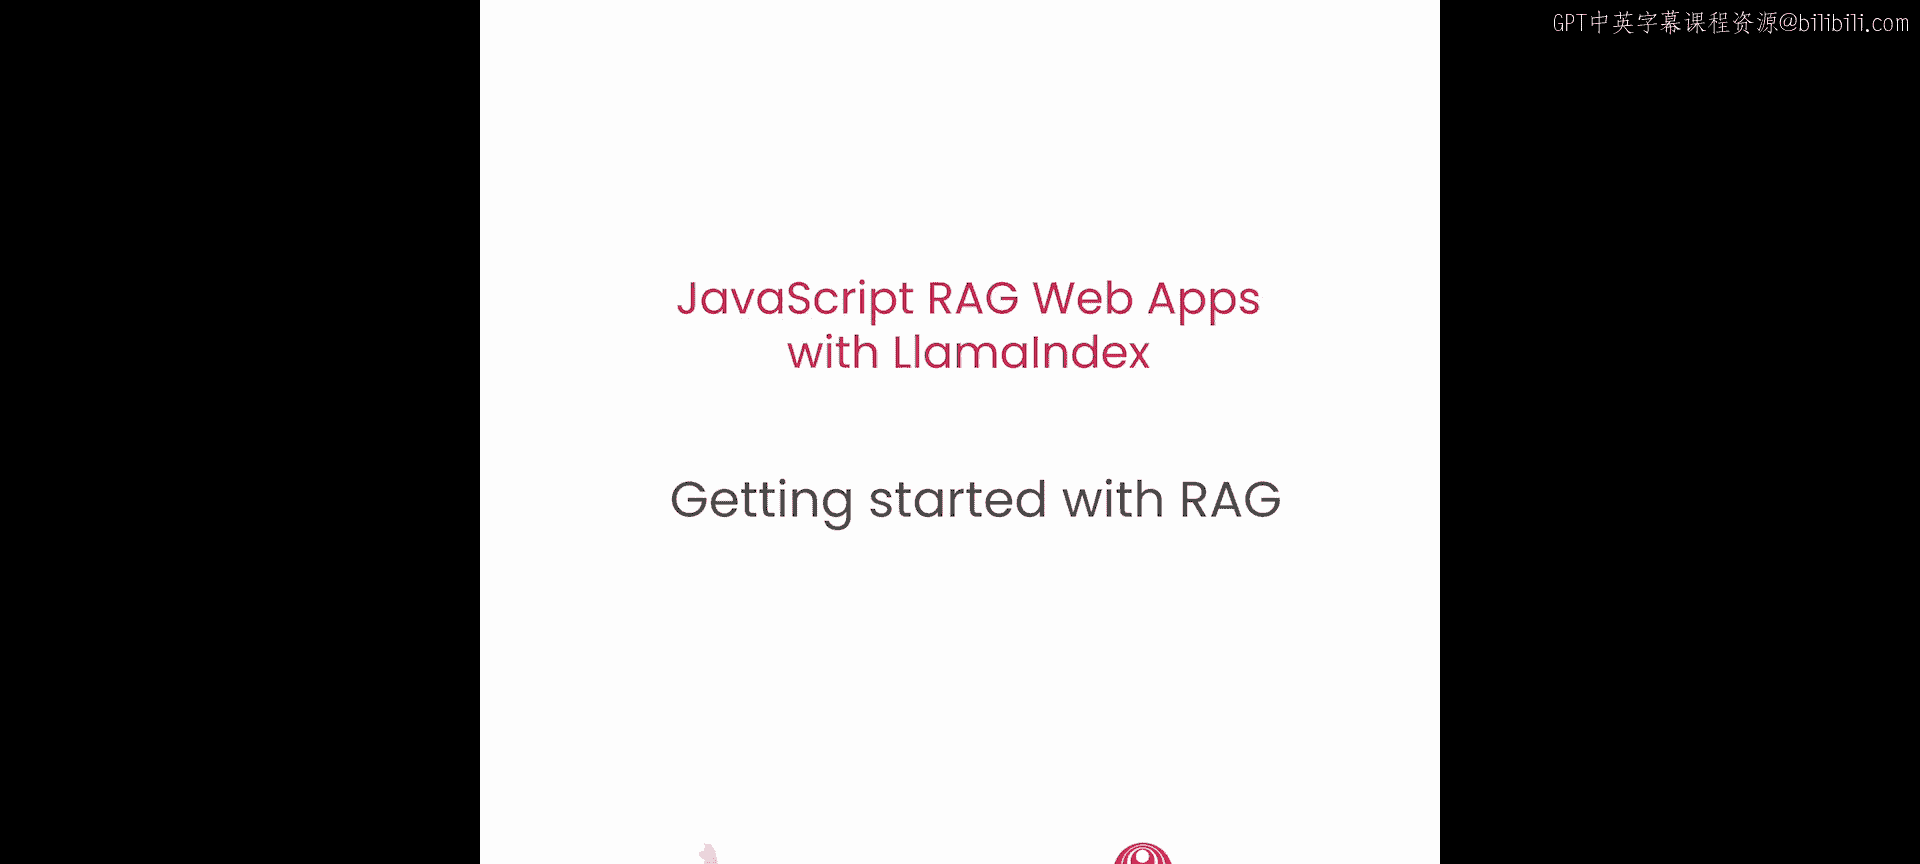 GPT中英字幕课程资源@bilibili.com
JavaScript RAG Web Apps
with LlamaIndex
Getting started with RAG